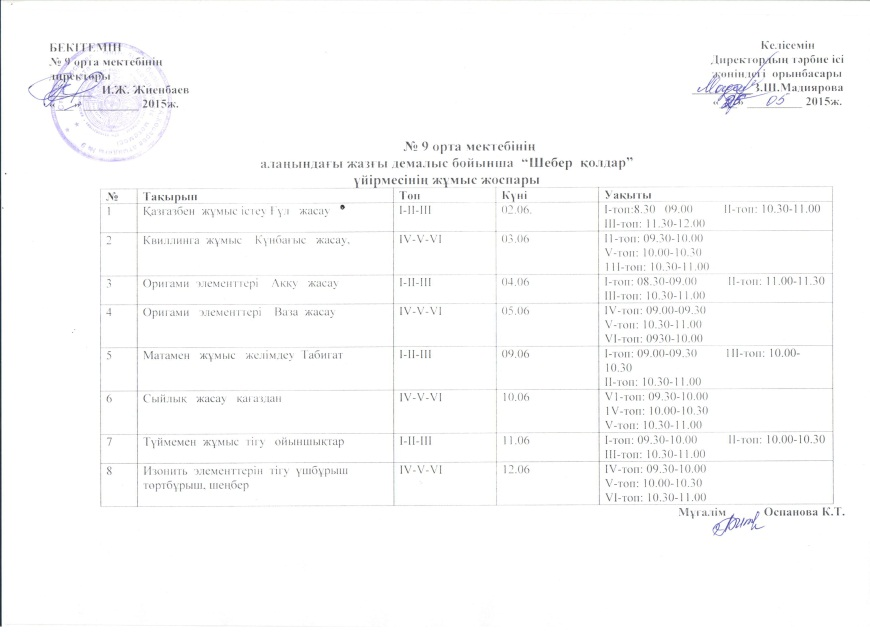 БЕКІТЕМІН
№ 9 орта мектебінің
директоры
И.Ж. Жиенбаев
2015ж.
Келісемін
Директордың тәрбие ісі
жөніндегі орынбасары
З.Ш.Мадиярова
05 2015ж.
№ 9 орта мектебінің
алаңындағы жазғы демалыс бойынша “Шебер қолдар”
үйірмесінің жұмыс жоспары
№ Тақырып Топ Күні Уақыты
1 Қазғазбен жұмыс істеу Гүл жасау I-II-III 02.06. I-топ:8.30 09.00 II-топ: 10.30-11.00
III-топ: 11.30-12.00
2 Квиллинга жұмыс Күнбағыс жасау. IV-V-VI 03.06 II-топ: 09.30-10.00
V-топ: 10.00-10.30
1II-топ: 10.30-11.00
3 Оригами элементтері Аққу жасау I-II-III 04.06 I-топ: 08.30-09.00 II-топ: 11.00-11.30
III-топ: 10.30-11.00
4 Оригами элементтері Ваза жасау IV-V-VI 05.06 IV-топ: 09.00-09.30
V-топ: 10.30-11.00
VI-топ: 0930-10.00
5 Матамен жұмыс желімдеу Табиғат I-II-III 09.06 I-топ: 09.00-09.30 1II-топ: 10.00-
10.30
II-топ: 10.30-11.00
6 Сыйлық жасау қағаздан IV-V-VI 10.06 V1-топ: 09.30-10.00
1V-топ: 10.00-10.30
V-топ: 10.30-11.00
7 Түймемен жұмыс тігу ойыншықтар I-II-III 11.06 I-топ: 09.30-10.00 II-топ: 10.00-10.30
III-топ: 10.30-11.00
8 Изонить элементтерін тігу үшбұрыш IV-V-VI 12.06 IV-топ: 09.30-10.00
төртбұрыш, шеңбер V-топ: 10.00-10.30
VI-топ: 10.30-11.00
Мұғалім Оспанова К.Т.